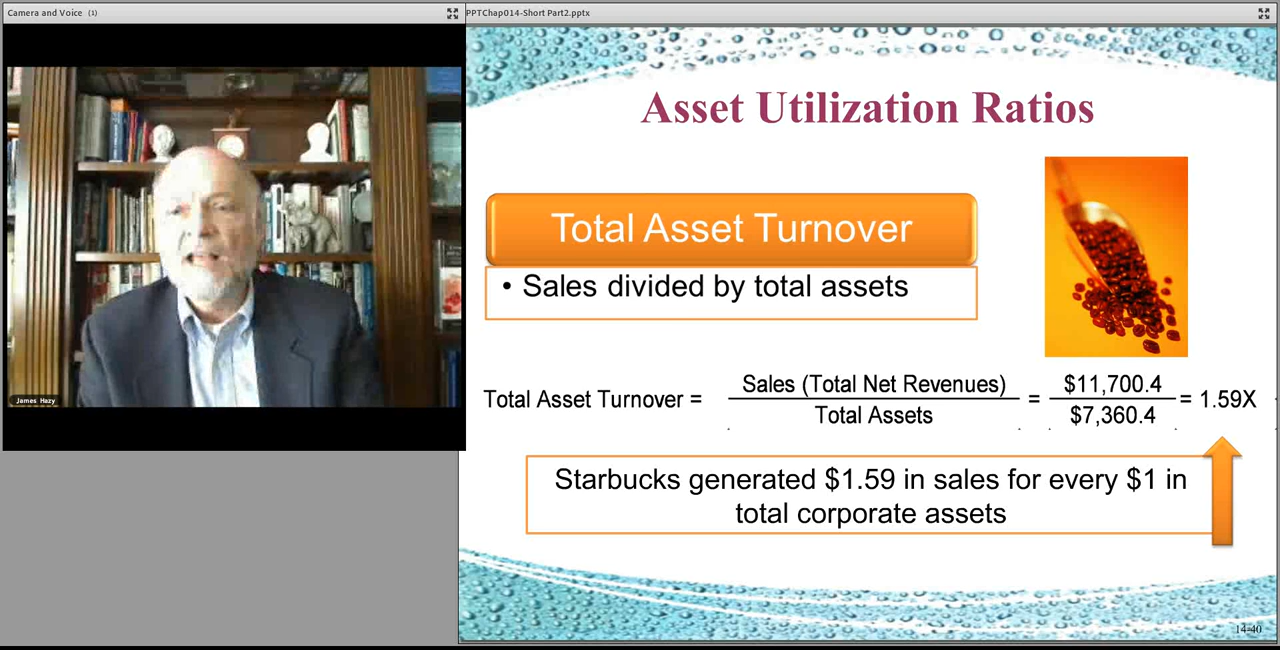 Camera and Voice (1)
PPTChap014-Short Part2.pptx
James Hazy
Asset Utilization Ratios
Total Asset Turnover
• Sales divided by total assets
Total Asset Turnover = Sales (Total Net Revenues) = $11,700.4 = 1.59X
Total Assets $7,360.4
Starbucks generated $1.59 in sales for every $1 in
total corporate assets
14-40